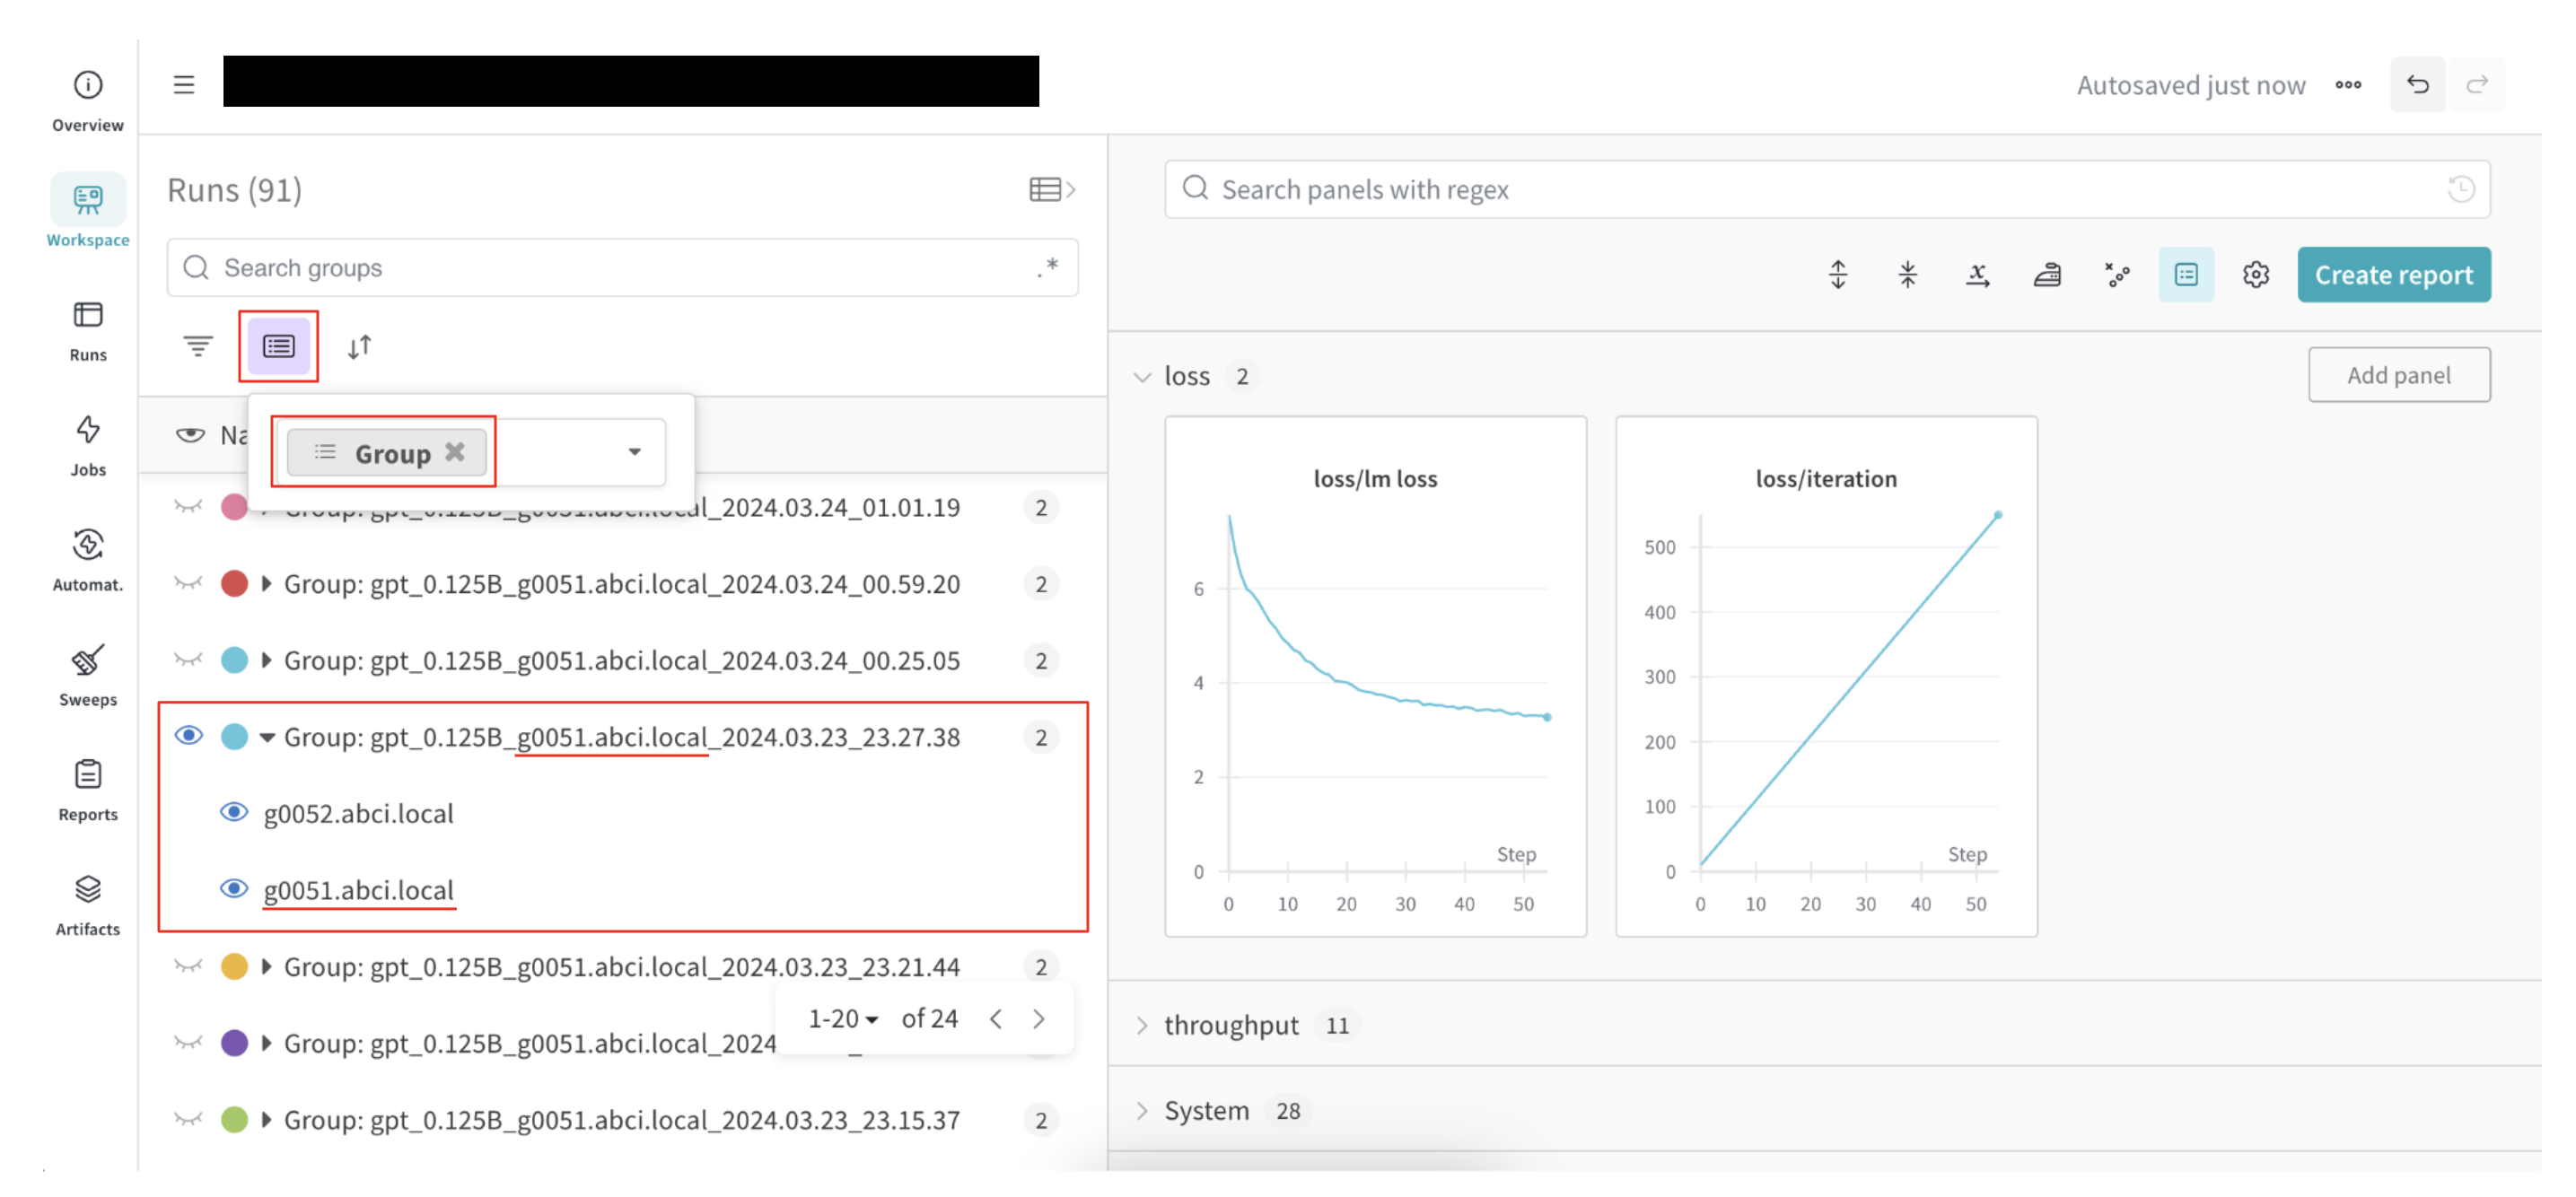 Overview
Workspace
Runs
Jobs
Automat.
Sweeps
Reports
Artifacts
Autosaved just now
Runs (91)
Search groups
.*
Na
Group
Group: gpt_0.125B_g0051.abci.local_2024.03.24_01.01.19 2
Group: gpt_0.125B_g0051.abci.local_2024.03.24_00.59.20 2
Group: gpt_0.125B_g0051.abci.local_2024.03.24_00.25.05 2
Group: gpt_0.125B_g0051.abci.local_2024.03.23_23.27.38 2
g0052.abci.local
g0051.abci.local
Group: gpt_0.125B_g0051.abci.local_2024.03.23_23.21.44 2
Group: gpt_0.125B_g0051.abci.local_2024
1-20 of 24
Group: gpt_0.125B_g0051.abci.local_2024.03.23_23.15.37 2
Search panels with regex
x
Create report
loss 2
Add panel
loss/lm loss
6
4
2
0
Step
0 10 20 30 40 50
loss/iteration
500
400
300
200
100
0
Step
0 10 20 30 40 50
throughput 11
System 28